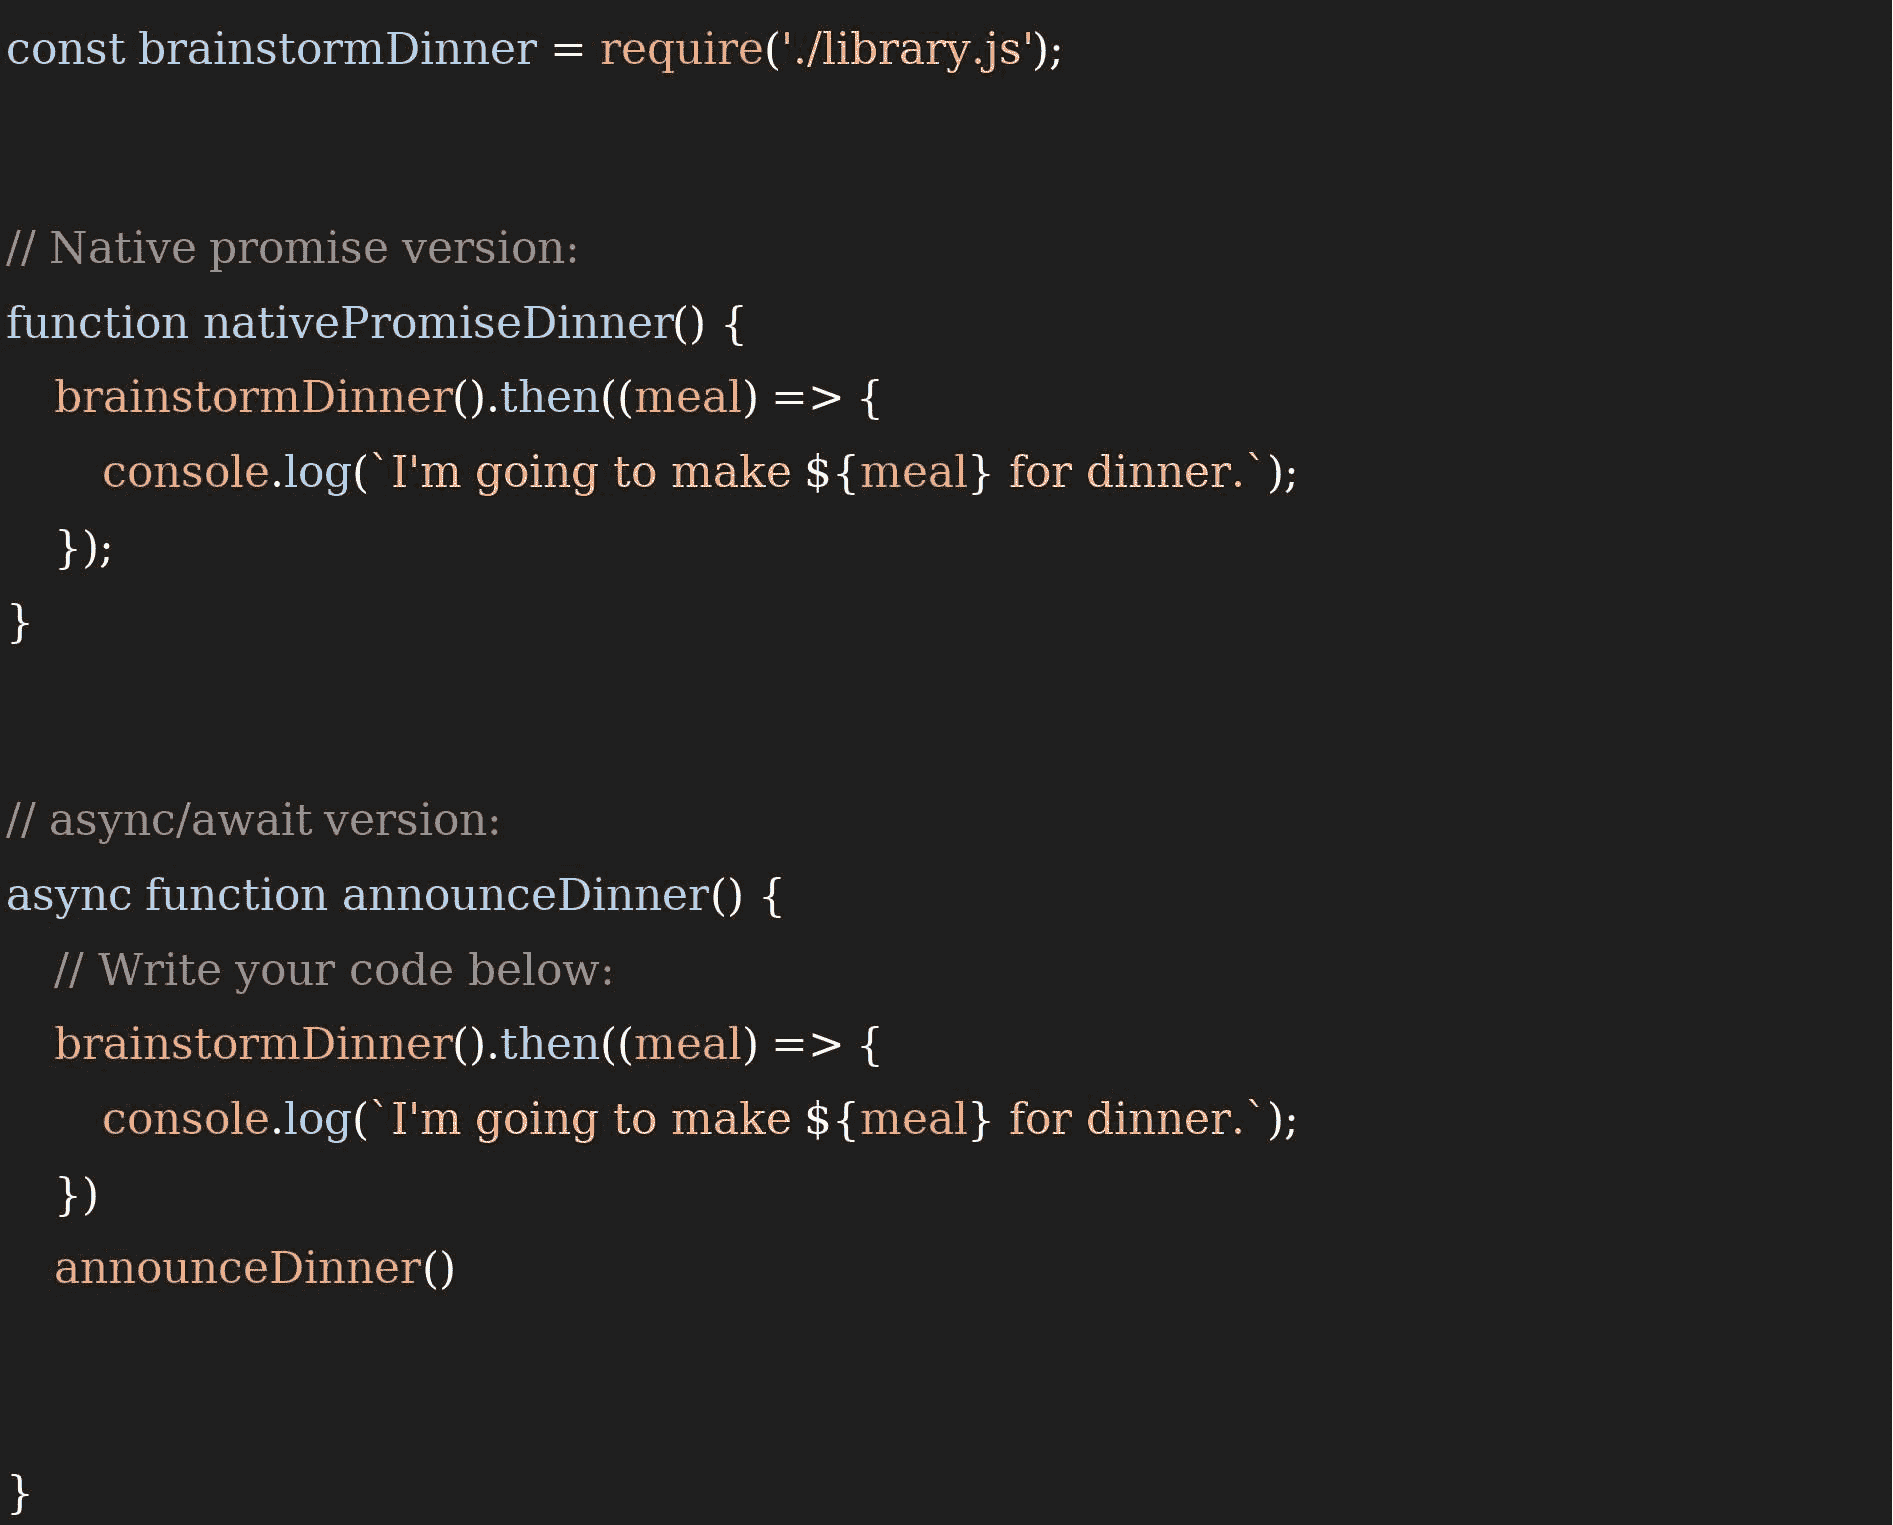 const brainstormDinner = require('./library.js');
// Native promise version:
function nativePromiseDinner() {
brainstormDinner().then((meal) => {
console.log(`I'm going to make ${meal} for dinner.`);
});
}
// async/await version:
async function announceDinner() {
// Write your code below:
brainstormDinner().then((meal) => {
console.log(`I'm going to make ${meal} for dinner.`);
})
announceDinner()
}